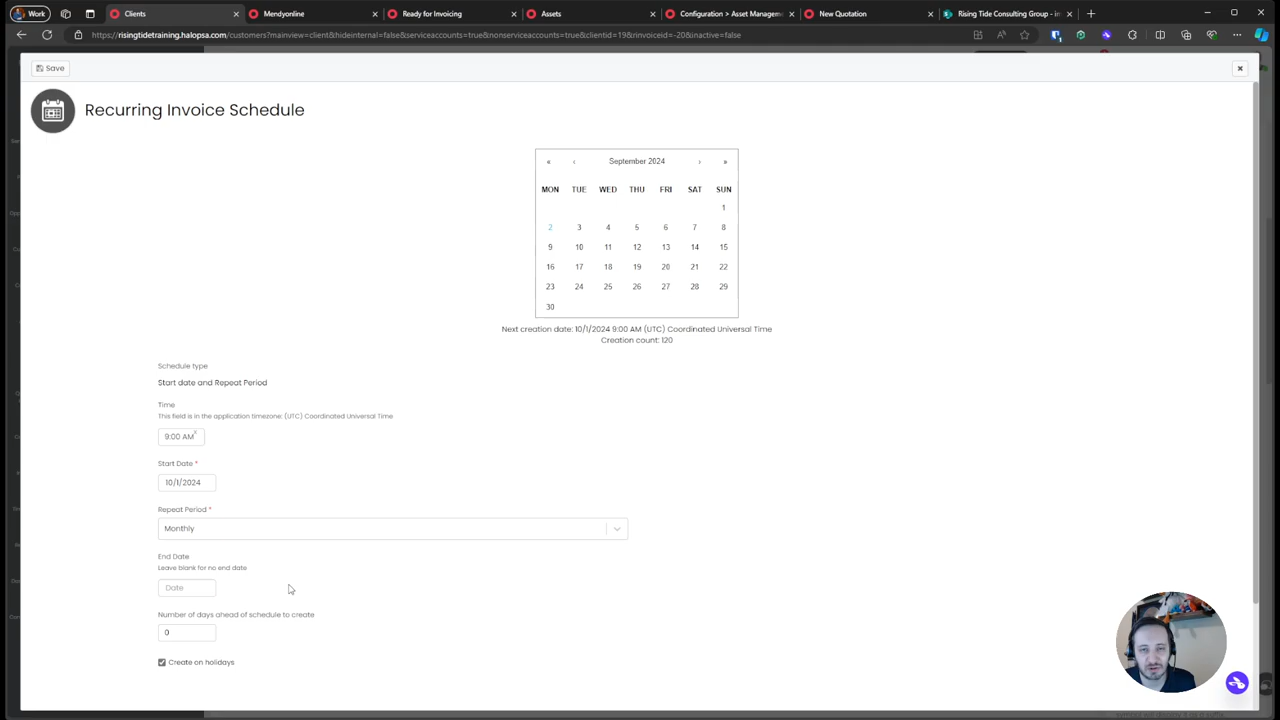 Work
Clients
Mendyonline
Ready for Invoicing
Assets
Configuration > Asset Managem
New Quotation
Rising Tide Consulting Group - in
https://risingtidetraining.halopsa.com/customers?mainview=client&hideinternal=false&serviceaccounts=true&nonserviceaccounts=true&clientid=19&rinvoiceid=-20&inactive=false
Save
Recurring Invoice Schedule
« ‹ September 2024 › »
MON TUE WED THU FRI SAT SUN
1
2 3 4 5 6 7 8
9 10 11 12 13 14 15
16 17 18 19 20 21 22
23 24 25 26 27 28 29
30
Next creation date: 10/1/2024 9:00 AM (UTC) Coordinated Universal Time
Creation count: 120
Schedule type
Start date and Repeat Period
Time
This field is in the application timezone: (UTC) Coordinated Universal Time
9:00 AM
Start Date *
10/1/2024
Repeat Period *
Monthly
End Date
Leave blank for no end date
Date
Number of days ahead of schedule to create
0
Create on holidays